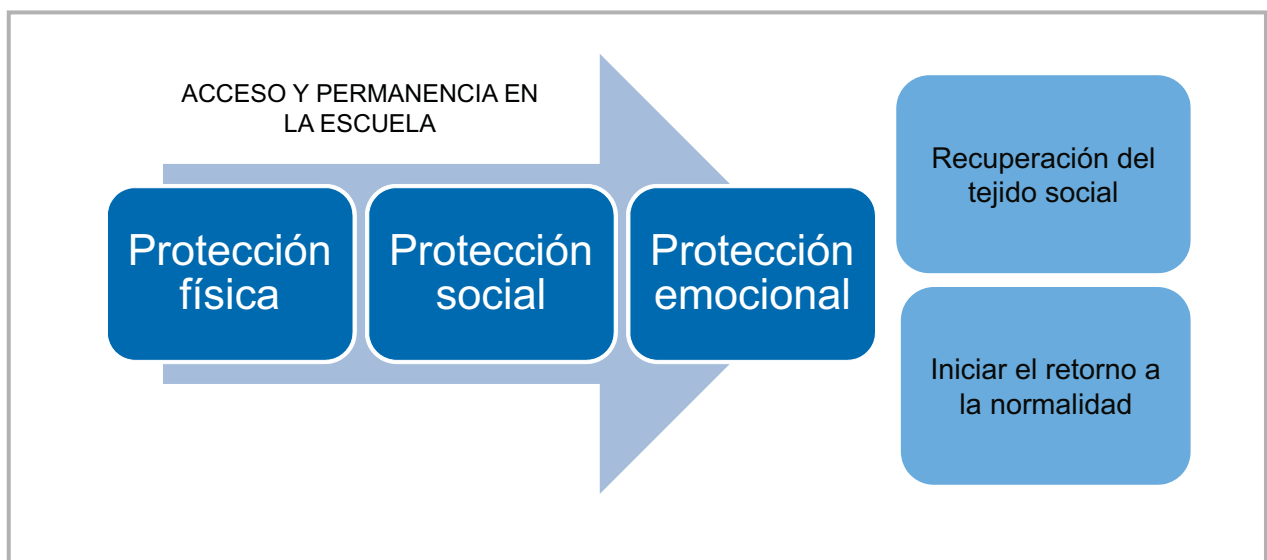 ACCESO Y PERMANENCIA EN
LA ESCUELA
Protección
física
Protección
social
Protección
emocional
Recuperación del
tejido social
Iniciar el retorno a
la normalidad